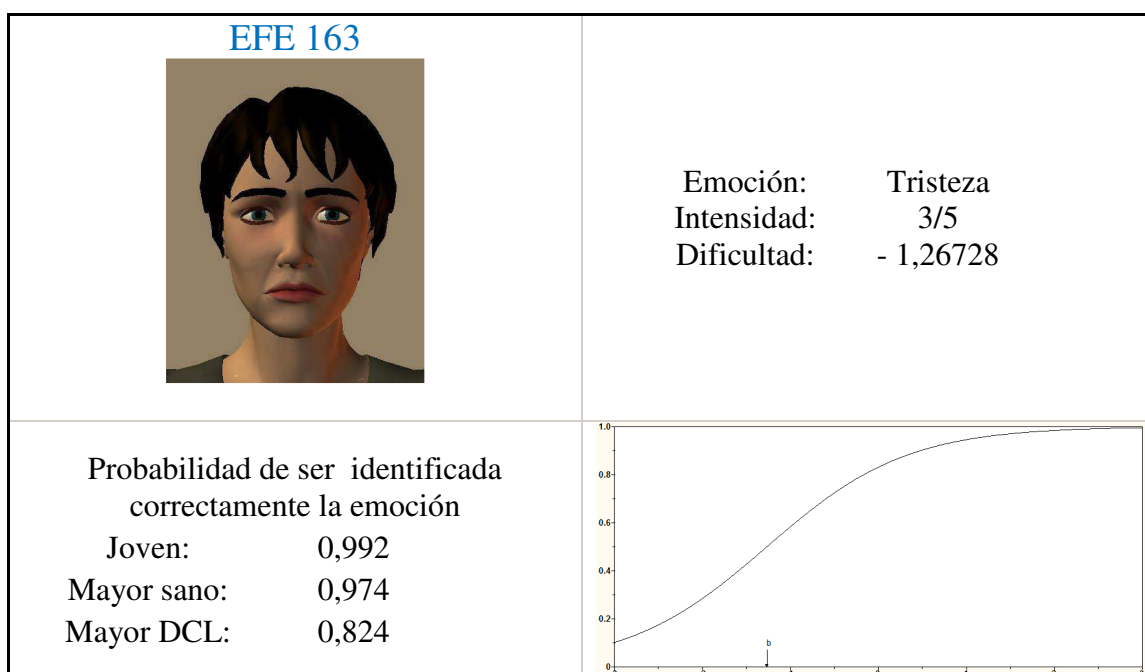 EFE 163
Emoción: Tristeza
Intensidad: 3/5
Dificultad: - 1,26728
Probabilidad de ser identificada
correctamente la emoción
Joven: 0,992
Mayor sano: 0,974
Mayor DCL: 0,824
1.0
0.8
0.6
0.4
0.2
0
b